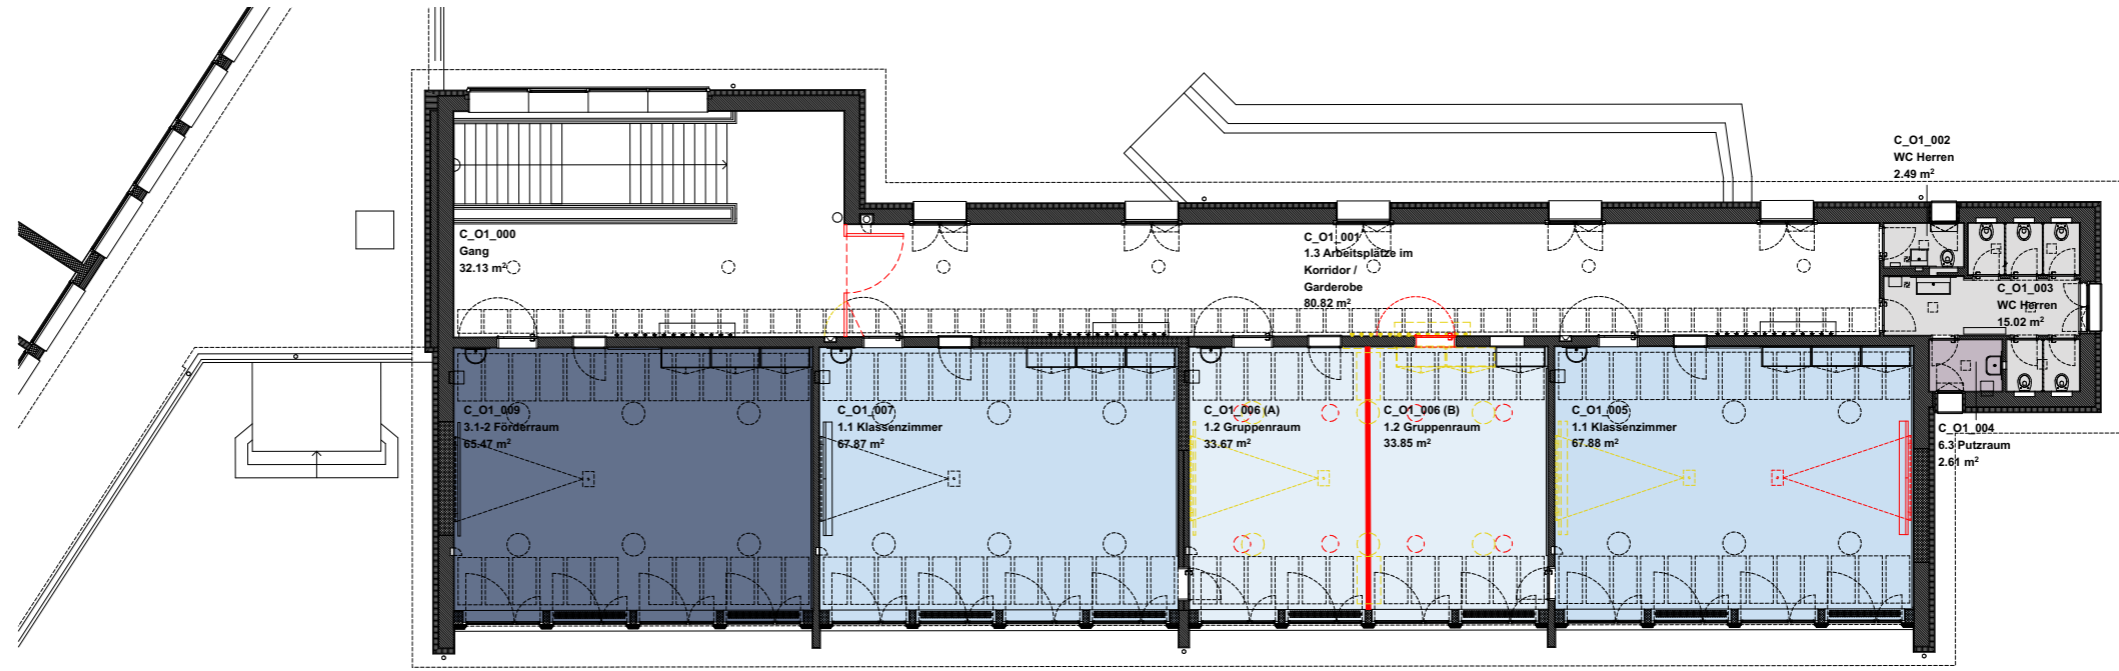 C_O1_002
WC Herren
2.49 m²
C_O1_000
Gang
32.13 m²
C_O1_001
1.3 Arbeitsplätze im
Korridor /
Garderobe
80.82 m²
C_O1_003
WC Herren
15.02 m²
C_O1_009
3.1-2 Förderraum
65.47 m²
C_O1_007
1.1 Klassenzimmer
67.87 m²
C_O1_006 (A)
1.2 Gruppenraum
33.67 m²
C_O1_006 (B)
1.2 Gruppenraum
33.85 m²
C_O1_005
1.1 Klassenzimmer
67.88 m²
C_O1_004
6.3 Putzraum
2.61 m²